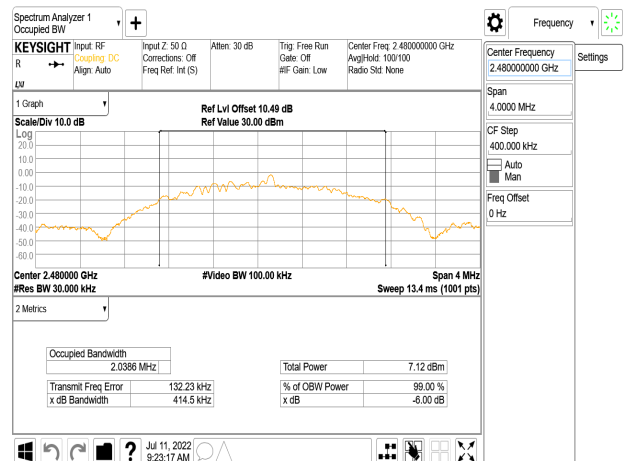 Spectrum Analyzer 1
Occupied BW
KEYSIGHT
R
Input: RF
Coupling: DC
Align: Auto
Input Z: 50 Ω
Corrections: Off
Freq Ref: Int (S)
Atten: 30 dB
Trig: Free Run
Gate: Off
#IF Gain: Low
Center Freq: 2.480000000 GHz
Avg|Hold: 100/100
Radio Std: None
1 Graph
Scale/Div 10.0 dB
Ref Lvl Offset 10.49 dB
Ref Value 30.00 dBm
Log
20.0
10.0
0.00
-10.0
-20.0
-30.0
-40.0
-50.0
-60.0
Center 2.480000 GHz
#Res BW 30.000 kHz
#Video BW 100.00 kHz
Span 4 MHz
Sweep 13.4 ms (1001 pts)
2 Metrics
Occupied Bandwidth
2.0386 MHz
Transmit Freq Error 132.23 kHz
x dB Bandwidth 414.5 kHz
Total Power 7.12 dBm
% of OBW Power 99.00 %
x dB -6.00 dB
?
Jul 11, 2022
9:23:17 AM
Frequency
Settings
Center Frequency
2.480000000 GHz
Span
4.0000 MHz
CF Step
400.000 kHz
Auto
Man
Freq Offset
0 Hz